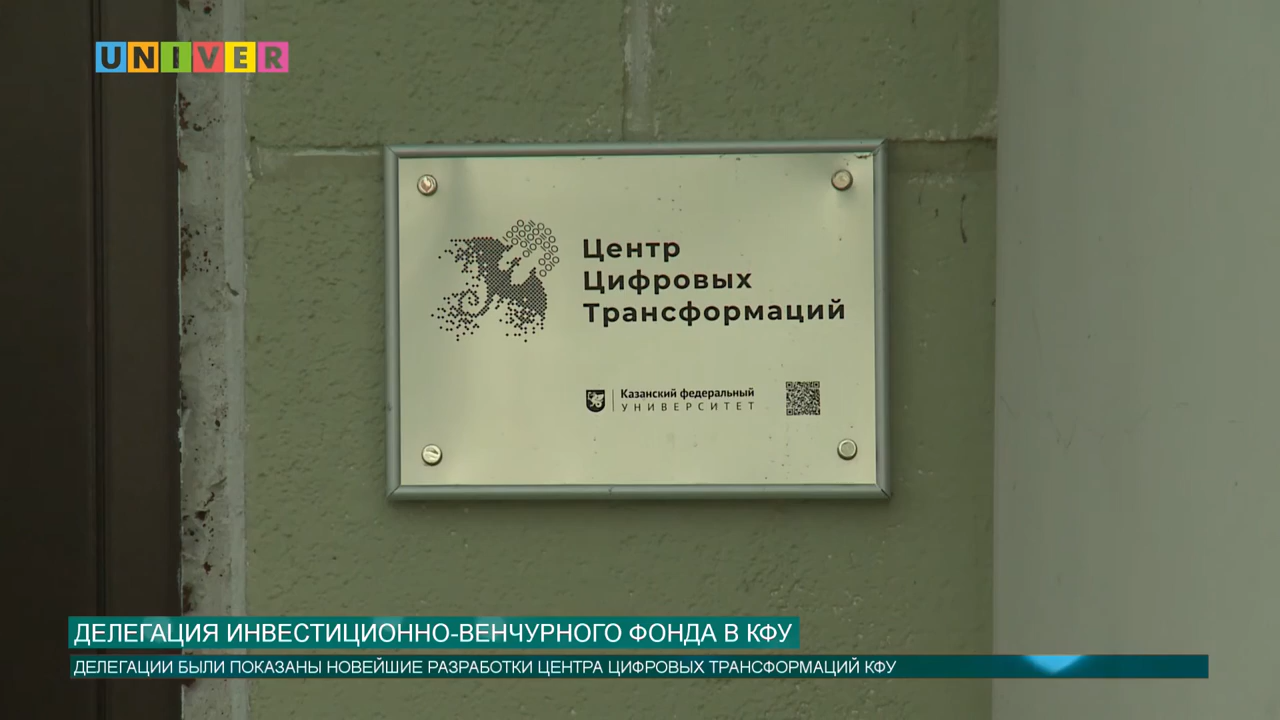 UNIVER
Центр
Цифровых
Трансформаций
Казанский федеральный
УНИВЕРСИТЕТ
ДЕЛЕГАЦИЯ ИНВЕСТИЦИОННО-ВЕНЧУРНОГО ФОНДА В КФУ
ДЕЛЕГАЦИИ БЫЛИ ПОКАЗАНЫ НОВЕЙШИЕ РАЗРАБОТКИ ЦЕНТРА ЦИФРОВЫХ ТРАНСФОРМАЦИЙ КФУ